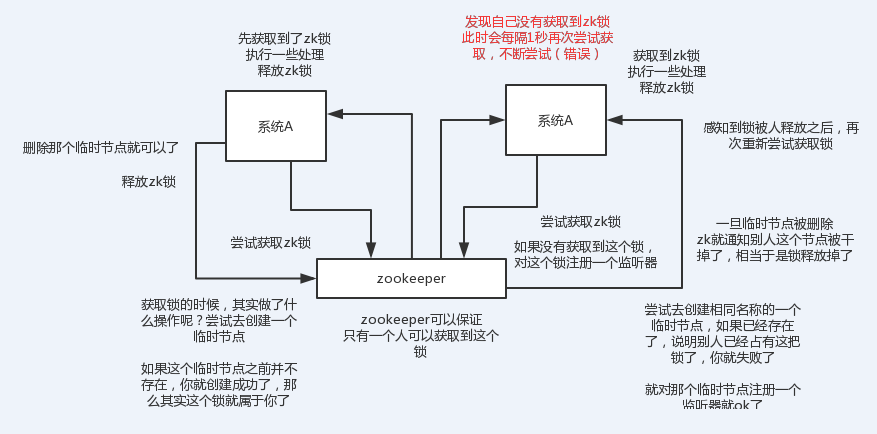 先获取到了zk锁
执行一些处理
释放zk锁
发现自己没有获取到zk锁
此时会每隔1秒再次尝试获
取，不断尝试（错误）
获取到zk锁
执行一些处理
释放zk锁
系统A
系统A
感知到锁被人释放之后，再
次重新尝试获取锁
删除那个临时节点就可以了
释放zk锁
尝试获取zk锁
尝试获取zk锁
如果没有获取到这个锁，
对这个锁注册一个监听器
一旦临时节点被删除
zk就通知别人这个节点被干
掉了，相当于是锁释放掉了
zookeeper
获取锁的时候，其实做了什
么操作呢？尝试去创建一个
临时节点
如果这个临时节点之前并不
存在，你就创建成功了，那
么其实这个锁就属于你了
zookeeper可以保证
只有一个人可以获取到这个
锁
尝试去创建相同名称的一个
临时节点，如果已经存在
了，说明别人已经占有这把
锁了，你就失败了
就对那个临时节点注册一个
监听器就ok了